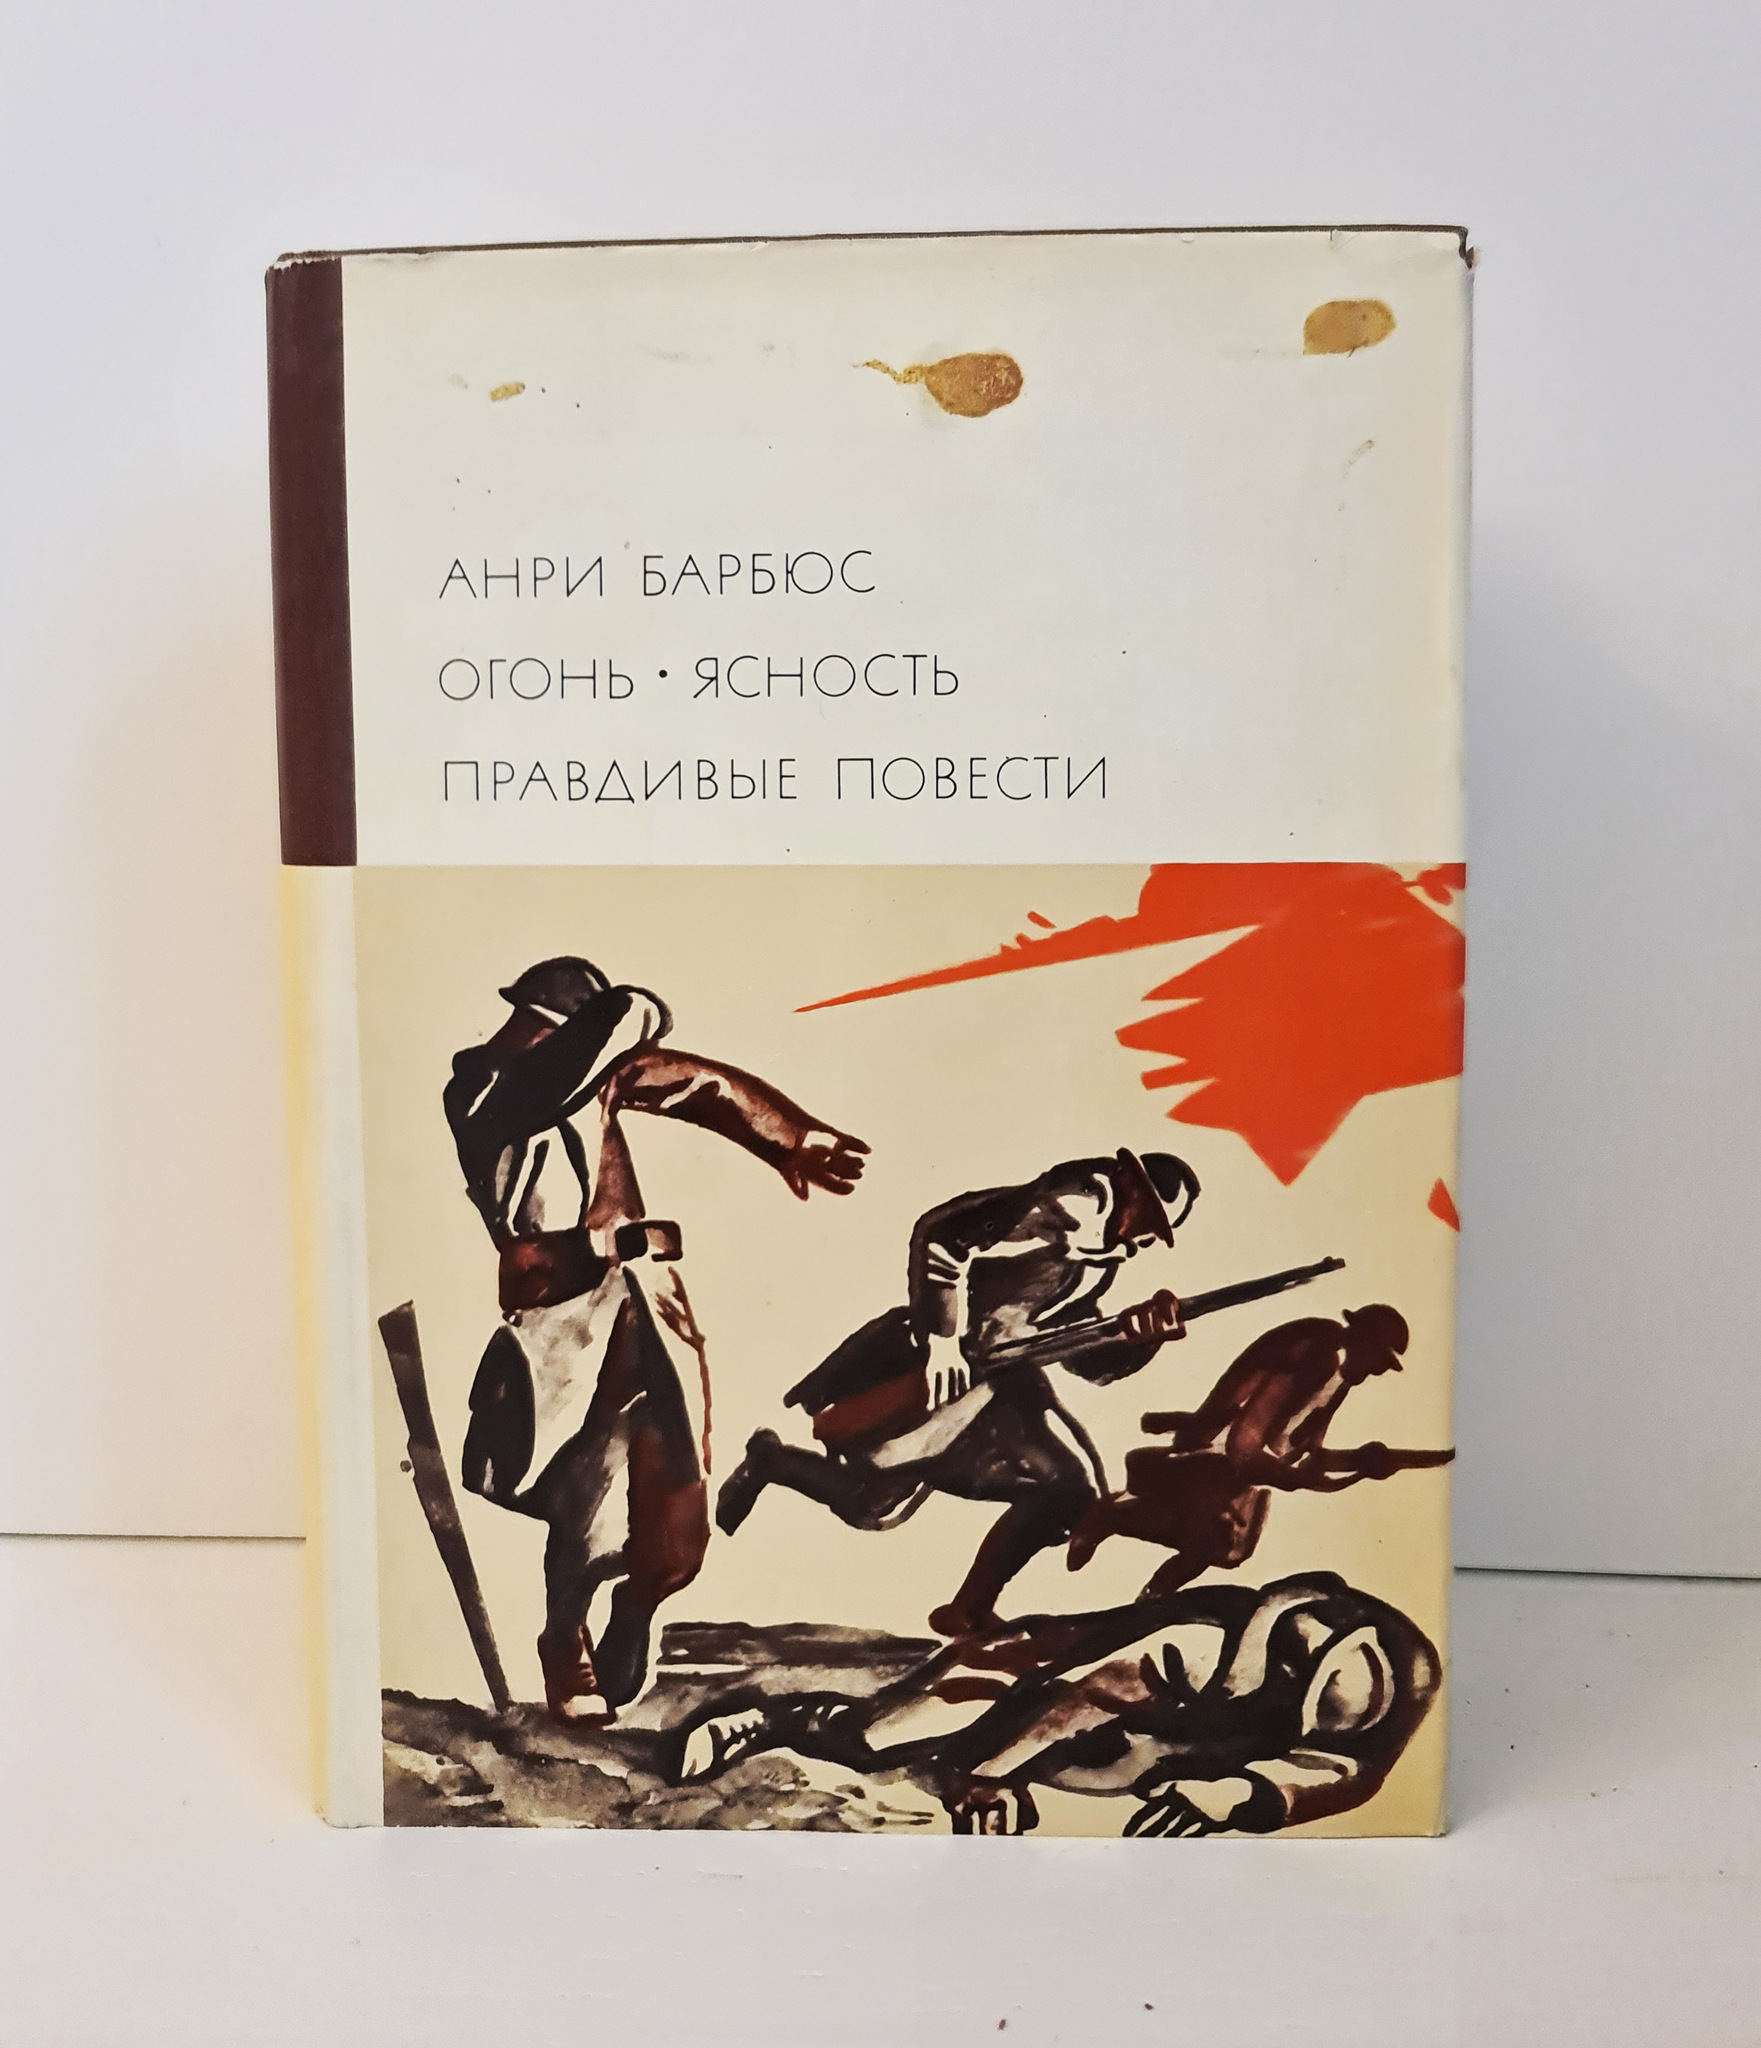 АНРИ БАРБЮС
ОГОНЬ · ЯСНОСТЬ
ПРАВДИВЫЕ ПОВЕСТИ